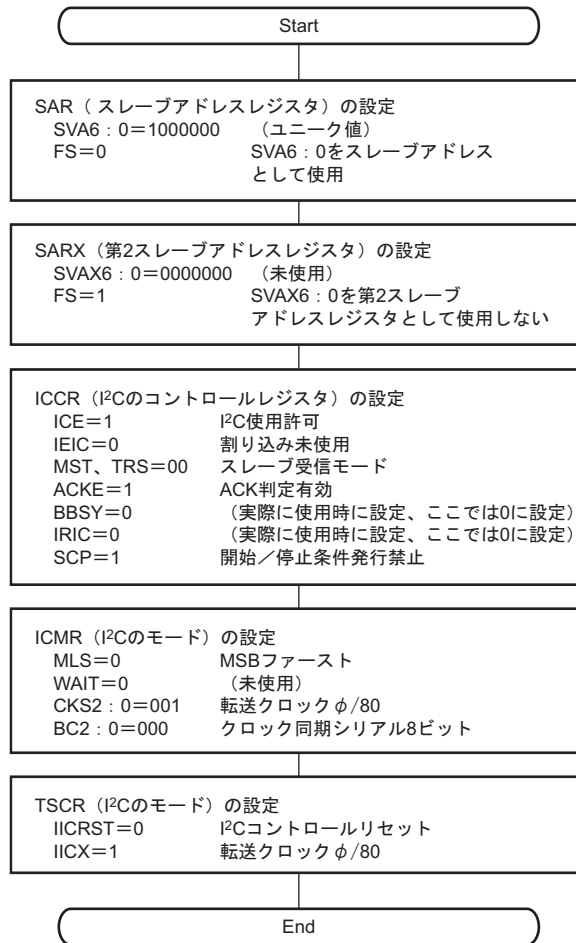 Start
SAR（ スレーブアドレスレジスタ）の設定
SVA6：0＝1000000 （ユニーク値）
FS＝0 SVA6：0をスレーブアドレス
として使用
SARX（第2スレーブアドレスレジスタ）の設定
SVAX6：0＝0000000 （未使用）
FS＝1 SVAX6：0を第2スレーブ
アドレスレジスタとして使用しない
ICCR（I²Cのコントロールレジスタ）の設定
ICE＝1 I²C使用許可
IEIC＝0 割り込み未使用
MST、TRS＝00 スレーブ受信モード
ACKE＝1 ACK判定有効
BBSY＝0 （実際に使用時に設定、ここでは0に設定）
IRIC＝0 （実際に使用時に設定、ここでは0に設定）
SCP＝1 開始／停止条件発行禁止
ICMR（I²Cのモード）の設定
MLS＝0 MSBファースト
WAIT＝0 （未使用）
CKS2：0＝001 転送クロックφ/80
BC2：0＝000 クロック同期シリアル8ビット
TSCR（I²Cのモード）の設定
IICRST＝0 I²Cコントロールリセット
IICX＝1 転送クロックφ/80
End